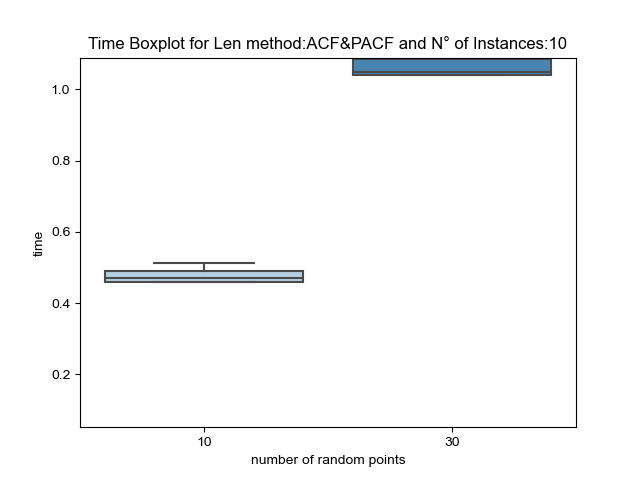 Time Boxplot for Len method:ACF&PACF and N° of Instances:10
1.0
0.8
0.6
0.4
0.2
time
10
30
number of random points